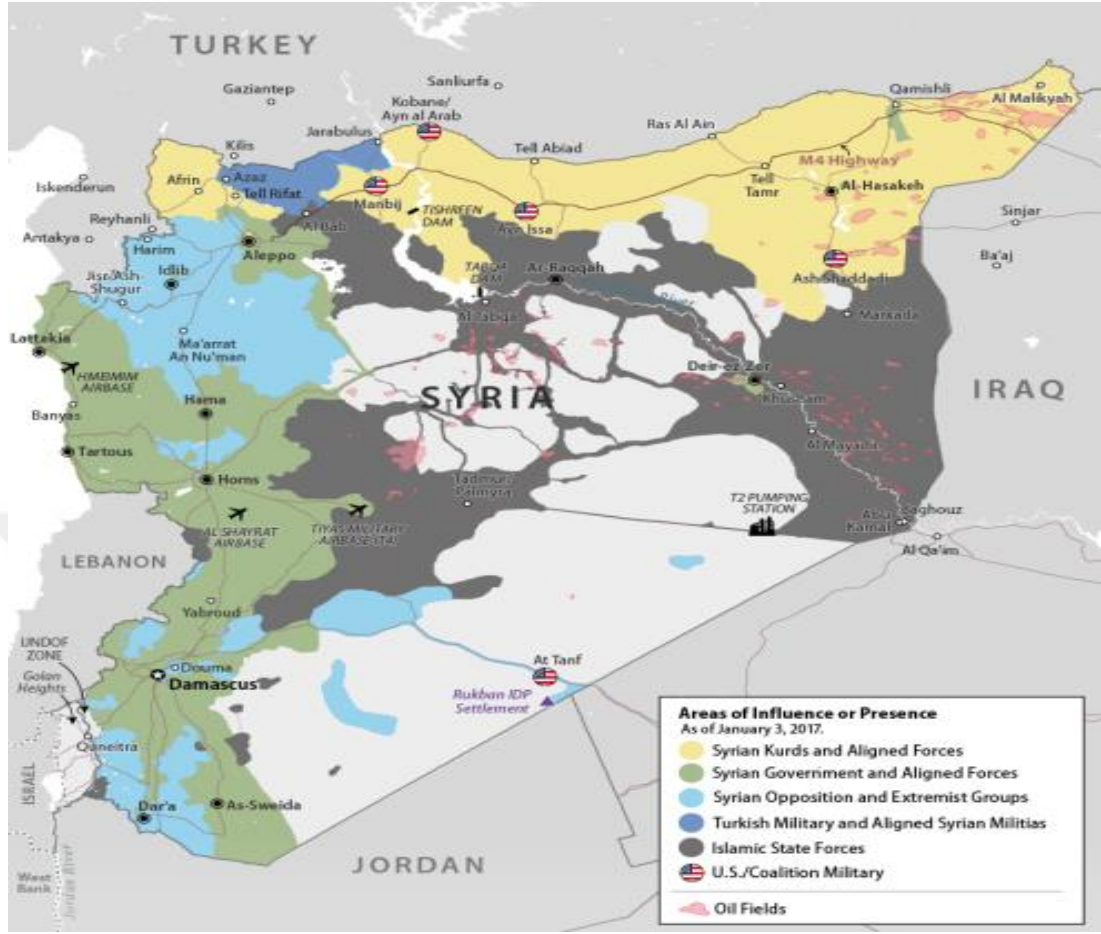 TURKEY
Sanliurfa
Gaziantep
Kobane/
Ayn al Arab
Qamishli
Al Malikyah
Jarabulus
Ras Al Ain
Kilis
Tell Abiad
M4 Highway
Iskenderun
Afrin
Azaz
Tell Rifat
Manbij
Tell
Tamr
Al-Hasakeh
Reyhanli
TISHREEN
DAM
Ayn Issa
Sinjar
Antakya
Harim
Al Bab
Aleppo
Ba'aj
Idlib
TABQA
DAM
Ar-Raqqah
Ash Shaddadi
Jisr Ash
Shugur
River
Al Tabqa
Markada
Lattakia
Ma'arrat
An Nu'man
HMEIMIM
AIRBASE
Deir-ez-Zor
SYRIA
IRAQ
Banyas
Hama
Khusham
Al Mayadin
Tartous
Homs
Tadmur/
Palmyra
T2 PUMPING
STATION
AL SHAYRAT
AIRBASE
TIYAS MILITARY
AIRBASE (T4)
Abu
Kamal
Baghouz
LEBANON
Al Qa'im
Yabroud
UNDOF
ZONE
Golan
Heights
Douma
Damascus
At Tanf
Rukban IDP
Settlement
Quneitra
ISRAEL
Dar'a
As-Sweida
JORDAN
West
Bank
Jordan River
Areas of Influence or Presence
As of January 3, 2017.
Syrian Kurds and Aligned Forces
Syrian Government and Aligned Forces
Syrian Opposition and Extremist Groups
Turkish Military and Aligned Syrian Militias
Islamic State Forces
U.S./Coalition Military
Oil Fields